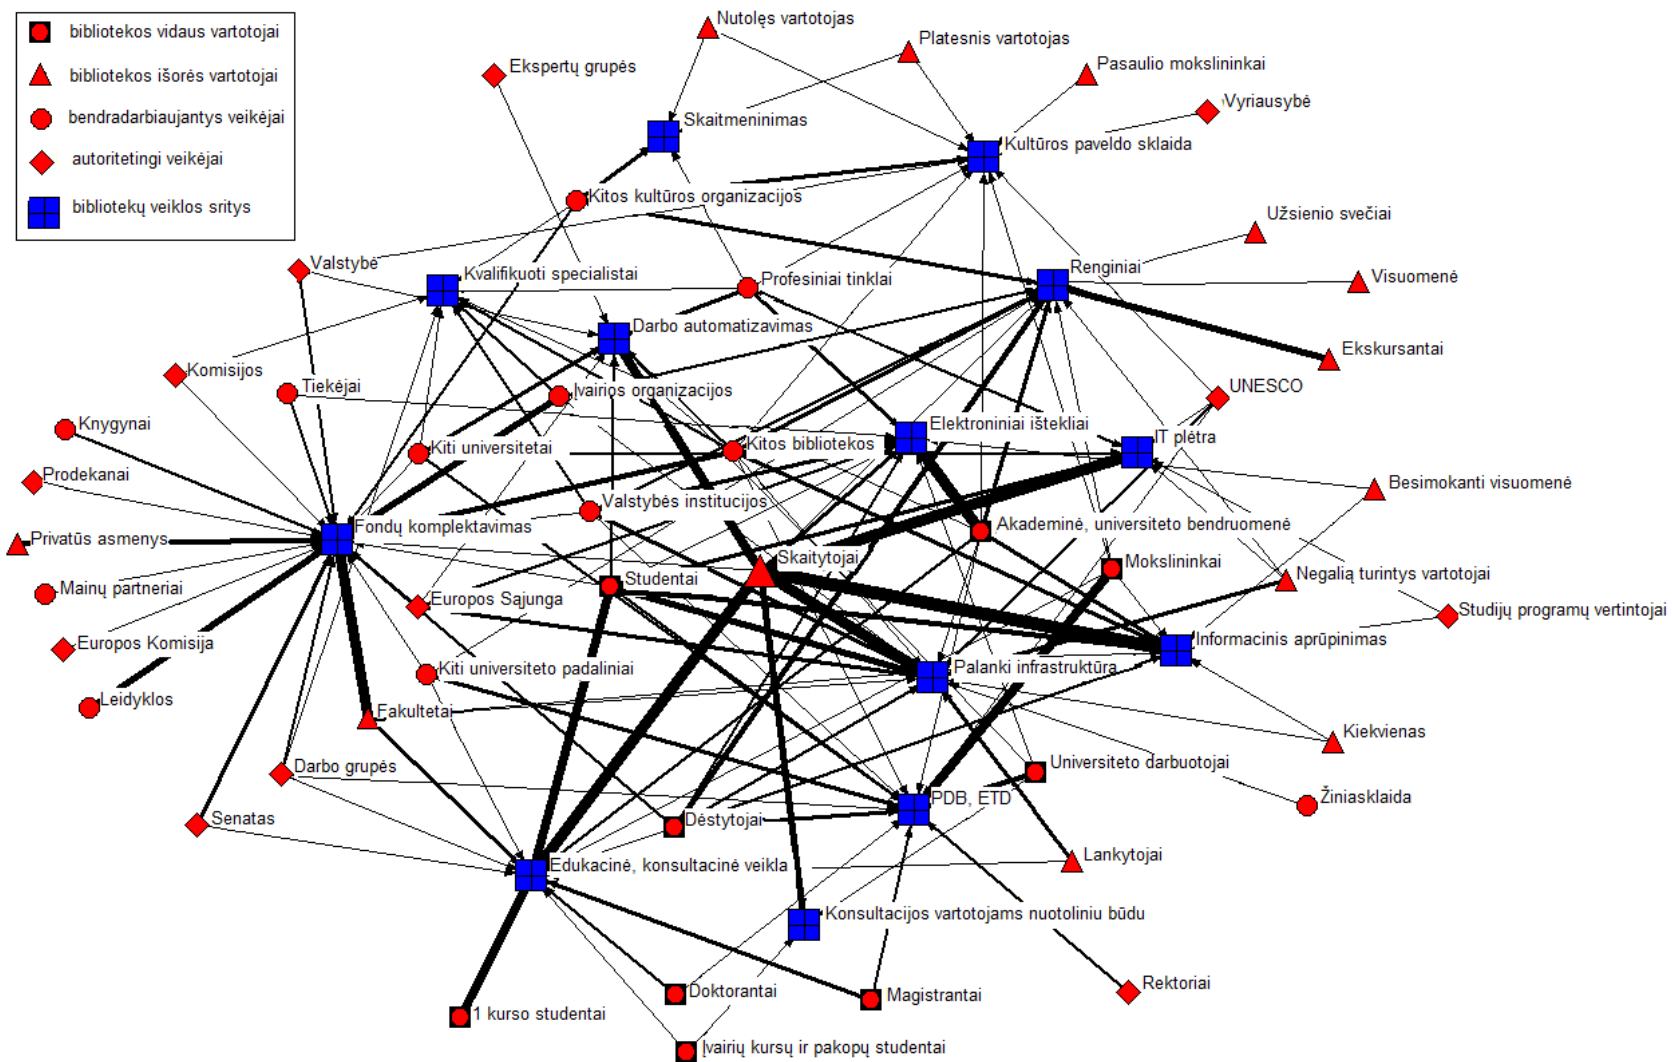 bibliotekos vidaus vartotojai
bibliotekos išorės vartotojai
bendradarbiaujantys veikėjai
autoritetingi veikėjai
bibliotekų veiklos sritys
Nutolęs vartotojas
Platesnis vartotojas
Ekspertų grupės
Pasaulio mokslininkai
Vyriausybė
Skaitmeninimas
Kultūros paveldo sklaida
Kitos kultūros organizacijos
Užsienio svečiai
Valstybė
Kvalifikuoti specialistai
Profesiniai tinklai
Renginiai
Visuomenė
Darbo automatizavimas
Ekskursantai
Komisijos
Tiekėjai
Įvairios organizacijos
UNESCO
Knygynai
Kiti universitetai
Kitos bibliotekos
Elektroniniai ištekliai
IT plėtra
Prodekanai
Valstybės institucijos
Besimokanti visuomenė
Fondų komplektavimas
Akademinė, universiteto bendruomenė
Privatūs asmenys
Skaitytojai
Mokslininkai
Negalią turintys vartotojai
Mainų partneriai
Studentai
Europos Sąjunga
Studijų programų vertintojai
Europos Komisija
Informacinis aprūpinimas
Kiti universiteto padaliniai
Palanki infrastruktūra
Leidyklos
Fakultetai
Kiekvienas
Darbo grupės
Universiteto darbuotojai
PDB, ETD
Žiniasklaida
Senatas
Dėstytojai
Edukacinė, konsultacinė veikla
Lankytojai
Konsultacijos vartotojams nuotoliniu būdu
Rektoriai
Doktorantai
Magistrantai
1 kurso studentai
Įvairių kursų ir pakopų studentai